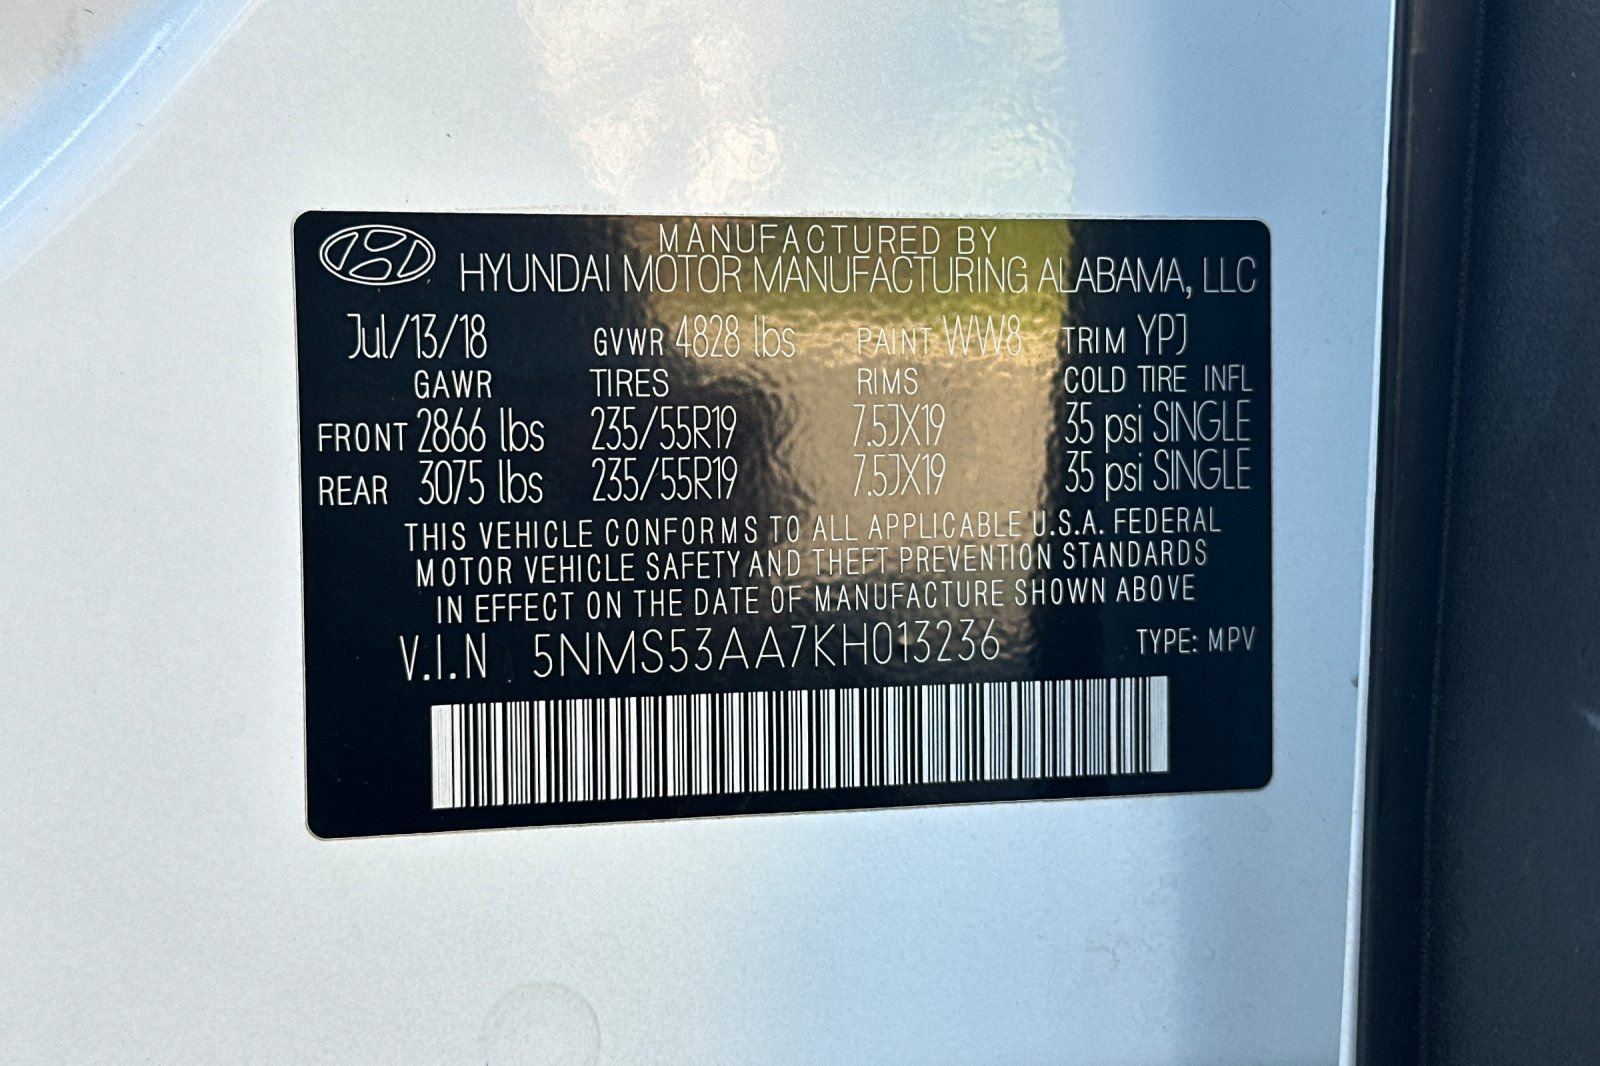 MANUFACTURED BY
HYUNDAI MOTOR MANUFACTURING ALABAMA, LLC
Jul/13/18 GVWR 4828 lbs PAINT WW8 TRIM YPJ
GAWR TIRES RIMS COLD TIRE INFL
FRONT 2866 lbs 235/55R19 7.5JX19 35 psi SINGLE
REAR 3075 lbs 235/55R19 7.5JX19 35 psi SINGLE
THIS VEHICLE CONFORMS TO ALL APPLICABLE U.S.A. FEDERAL
MOTOR VEHICLE SAFETY AND THEFT PREVENTION STANDARDS
IN EFFECT ON THE DATE OF MANUFACTURE SHOWN ABOVE
V.I.N 5NMS53AA7KH013236 TYPE: MPV